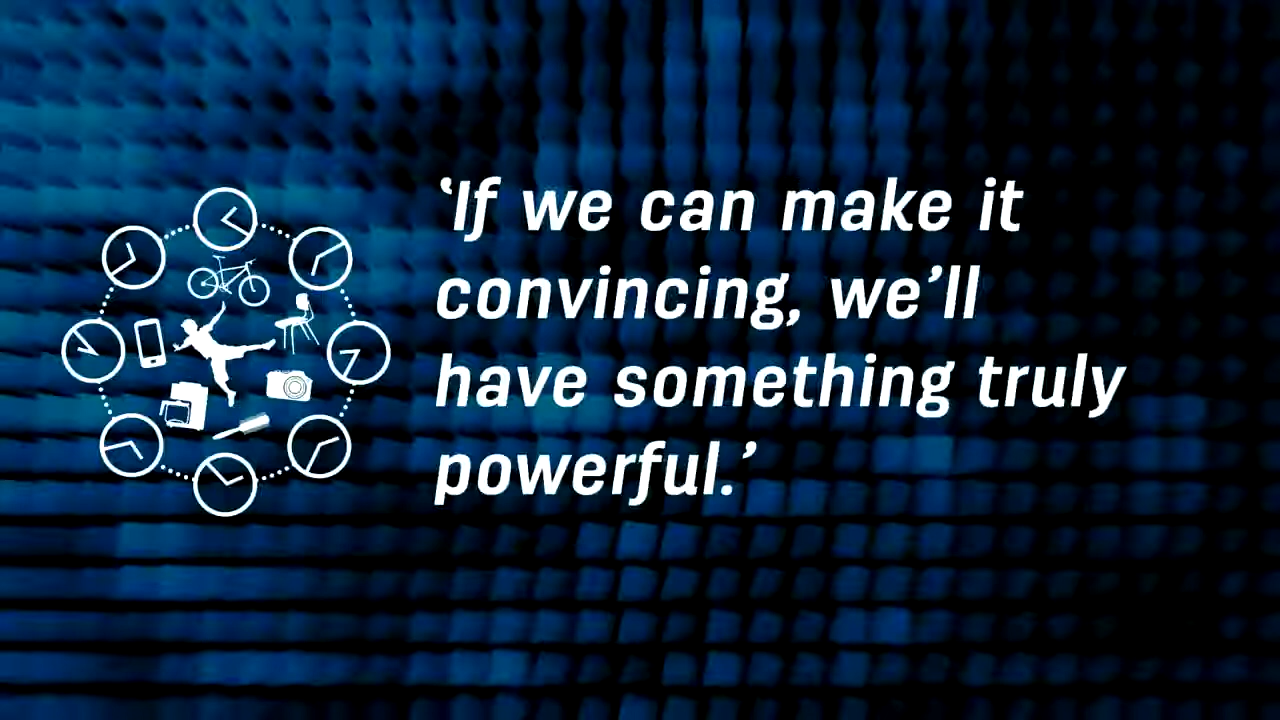 ‘If we can make it
convincing, we’ll
have something truly
powerful.’